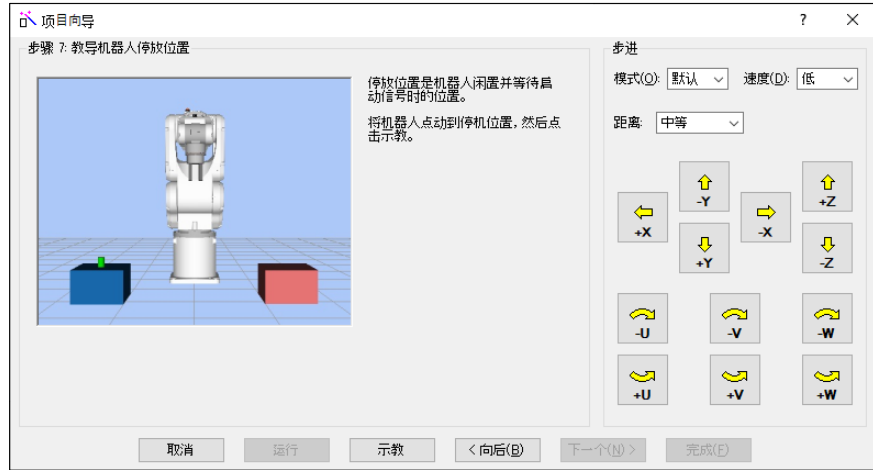 项目向导
? ×
步骤 7: 教导机器人停放位置
停放位置是机器人闲置并等待启
动信号时的位置。
将机器人点动到停机位置, 然后点
击示教。
步进
模式(O): 默认 速度(D): 低
距离: 中等
-Y +Z
+X -X
+Y -Z
-U -V -W
+U +V +W
取消 运行 示教 < 向后(B) 下一个(N) > 完成(F)